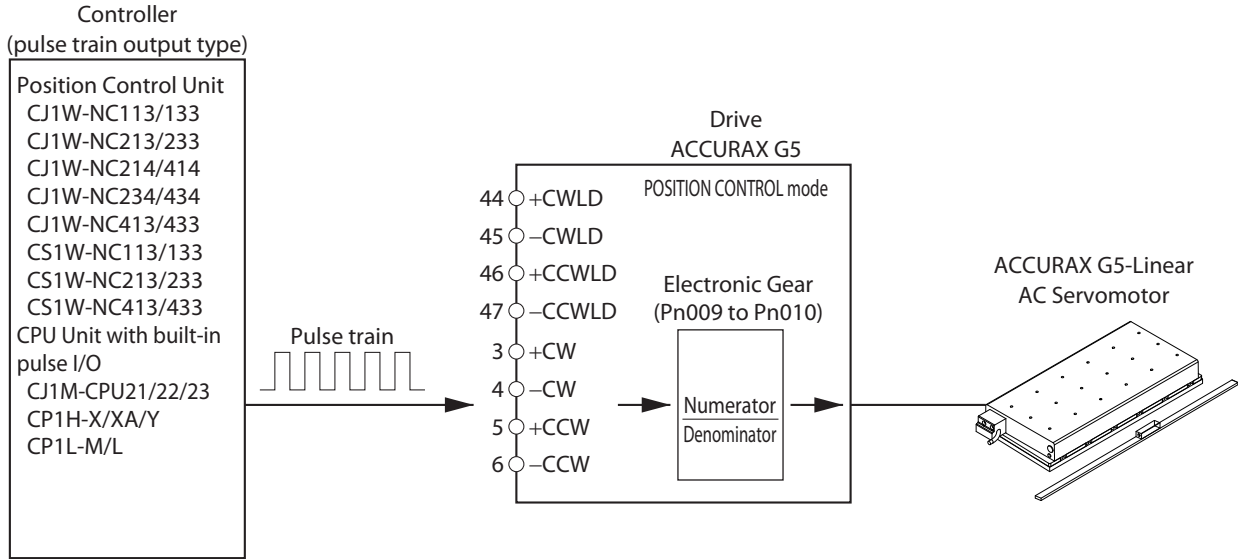 Controller
(pulse train output type)
Position Control Unit
CJ1W-NC113/133
CJ1W-NC213/233
CJ1W-NC214/414
CJ1W-NC234/434
CJ1W-NC413/433
CS1W-NC113/133
CS1W-NC213/233
CS1W-NC413/433
CPU Unit with built-in
pulse I/O
CJ1M-CPU21/22/23
CP1H-X/XA/Y
CP1L-M/L
Pulse train
Drive
ACCURAX G5
POSITION CONTROL mode
44 +CWLD
45 –CWLD
46 +CCWLD
47 –CCWLD
3 +CW
4 –CW
5 +CCW
6 –CCW
Electronic Gear
(Pn009 to Pn010)
Numerator
Denominator
ACCURAX G5-Linear
AC Servomotor